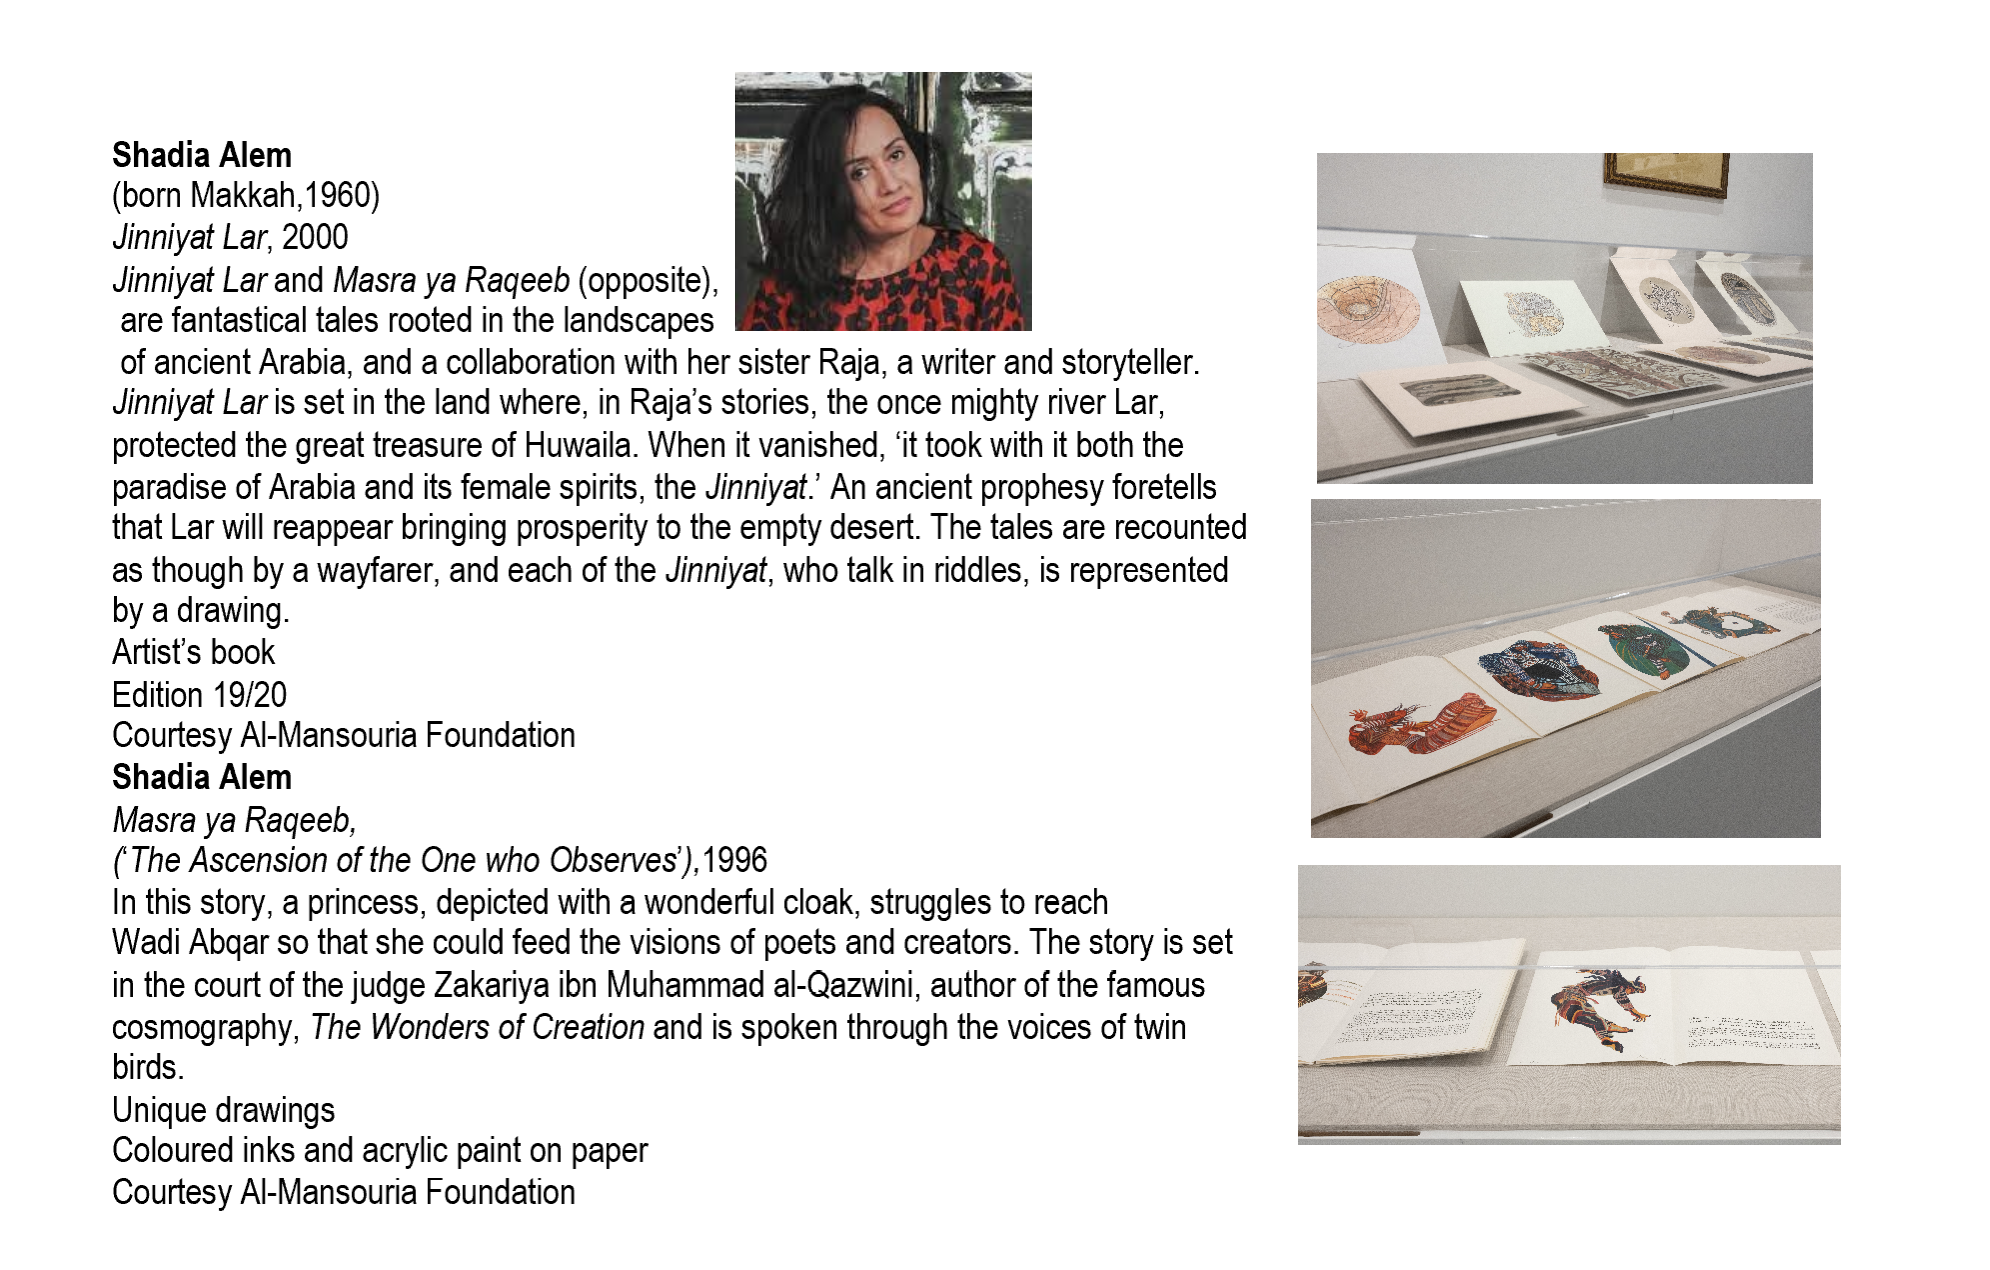 Shadia Alem
(born Makkah,1960)
Jinniyat Lar, 2000
Jinniyat Lar and Masra ya Raqeeb (opposite),
are fantastical tales rooted in the landscapes
of ancient Arabia, and a collaboration with her sister Raja, a writer and storyteller.
Jinniyat Lar is set in the land where, in Raja’s stories, the once mighty river Lar,
protected the great treasure of Huwaila. When it vanished, ‘it took with it both the
paradise of Arabia and its female spirits, the Jinniyat.’ An ancient prophesy foretells
that Lar will reappear bringing prosperity to the empty desert. The tales are recounted
as though by a wayfarer, and each of the Jinniyat, who talk in riddles, is represented
by a drawing.
Artist’s book
Edition 19/20
Courtesy Al-Mansouria Foundation
Shadia Alem
Masra ya Raqeeb,
(‘The Ascension of the One who Observes’),1996
In this story, a princess, depicted with a wonderful cloak, struggles to reach
Wadi Abqar so that she could feed the visions of poets and creators. The story is set
in the court of the judge Zakariya ibn Muhammad al-Qazwini, author of the famous
cosmography, The Wonders of Creation and is spoken through the voices of twin
birds.
Unique drawings
Coloured inks and acrylic paint on paper
Courtesy Al-Mansouria Foundation